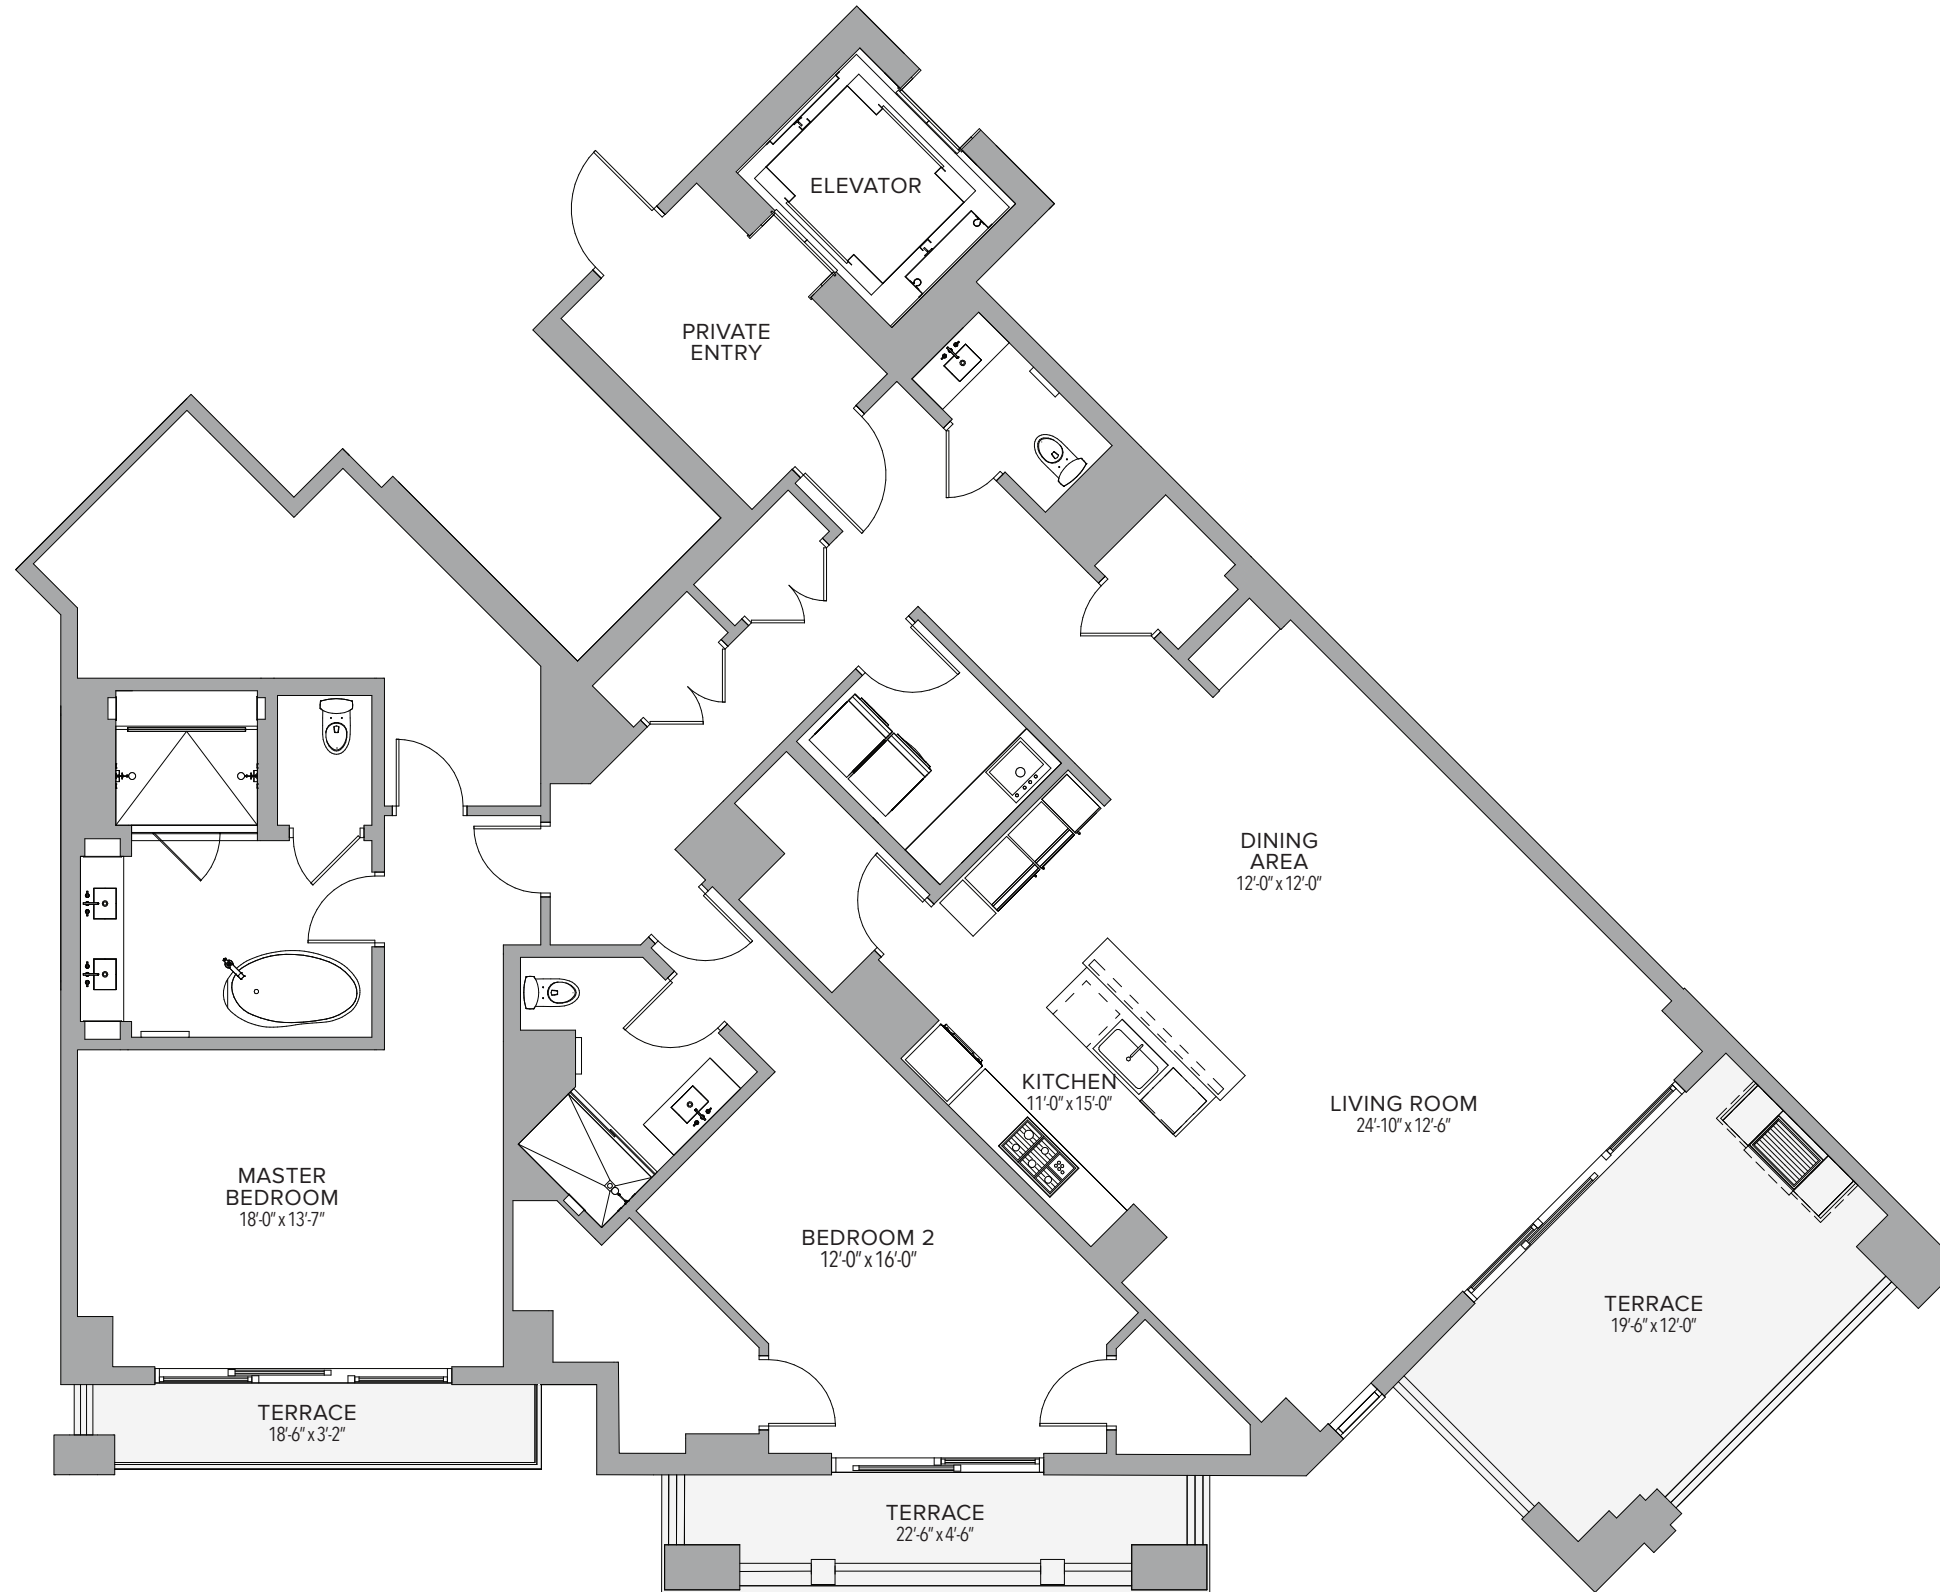 ELEVATOR
PRIVATE
ENTRY
DINING
AREA
12'-0" x 12'-0"
KITCHEN
11'-0" x 15'-0"
LIVING ROOM
24'-10" x 12'-6"
MASTER
BEDROOM
18'-0" x 13'-7"
BEDROOM 2
12'-0" x 16'-0"
TERRACE
19'-6" x 12'-0"
TERRACE
18'-6" x 3'-2"
TERRACE
22'-6" x 4'-6"